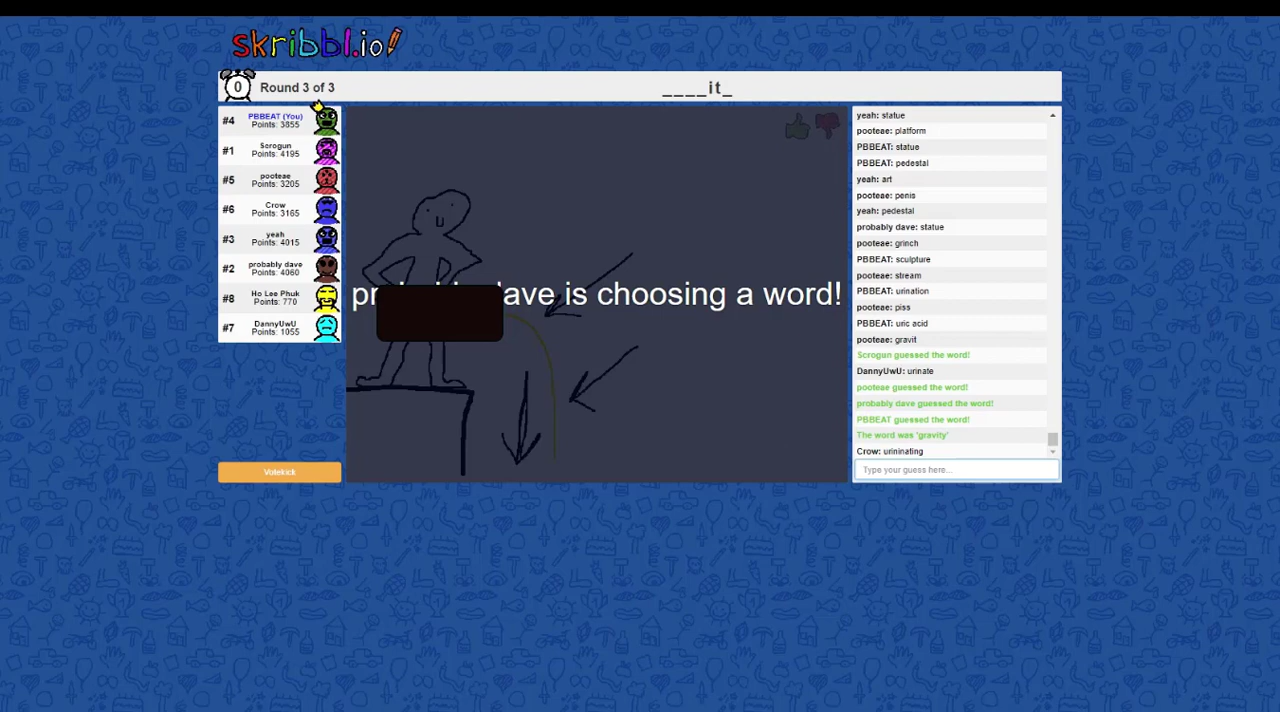 skribbl.io
0
Round 3 of 3
____it_
#4
PBBEAT (You)
Points: 3855
#1
Scrogun
Points: 4195
#5
pooteae
Points: 3205
#6
Crow
Points: 3165
#3
yeah
Points: 4015
#2
probably dave
Points: 4060
#8
Ho Lee Phuk
Points: 770
#7
DannyUwU
Points: 1055
Votekick
dave is choosing a word!
yeah: statue
pooteae: platform
PBBEAT: statue
PBBEAT: pedestal
yeah: art
pooteae: penis
yeah: pedestal
probably dave: statue
pooteae: grinch
PBBEAT: sculpture
pooteae: stream
PBBEAT: urination
pooteae: piss
PBBEAT: uric acid
pooteae: gravit
Scrogun guessed the word!
DannyUwU: urinate
pooteae guessed the word!
probably dave guessed the word!
PBBEAT guessed the word!
The word was 'gravity'
Crow: urininating
Type your guess here...